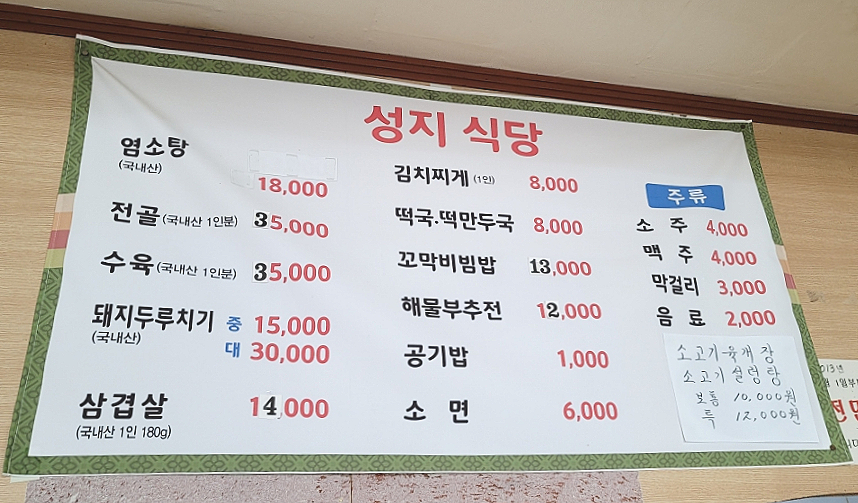 성지 식당
염소탕
(국내산)
18,000
전골 (국내산 1인분) 35,000
수육 (국내산 1인분) 35,000
돼지두루치기 중 15,000
(국내산)
대 30,000
삼겹살 14,000
(국내산 1인 180g)
김치찌게 (1인) 8,000
떡국.떡만두국 8,000
꼬막비빔밥 13,000
해물부추전 12,000
공기밥 1,000
소 면 6,000
주류
소 주 4,000
맥 주 4,000
막걸리 3,000
음 료 2,000
소고기육개장
소고기설렁탕
보통 10,000원
특 12,000원